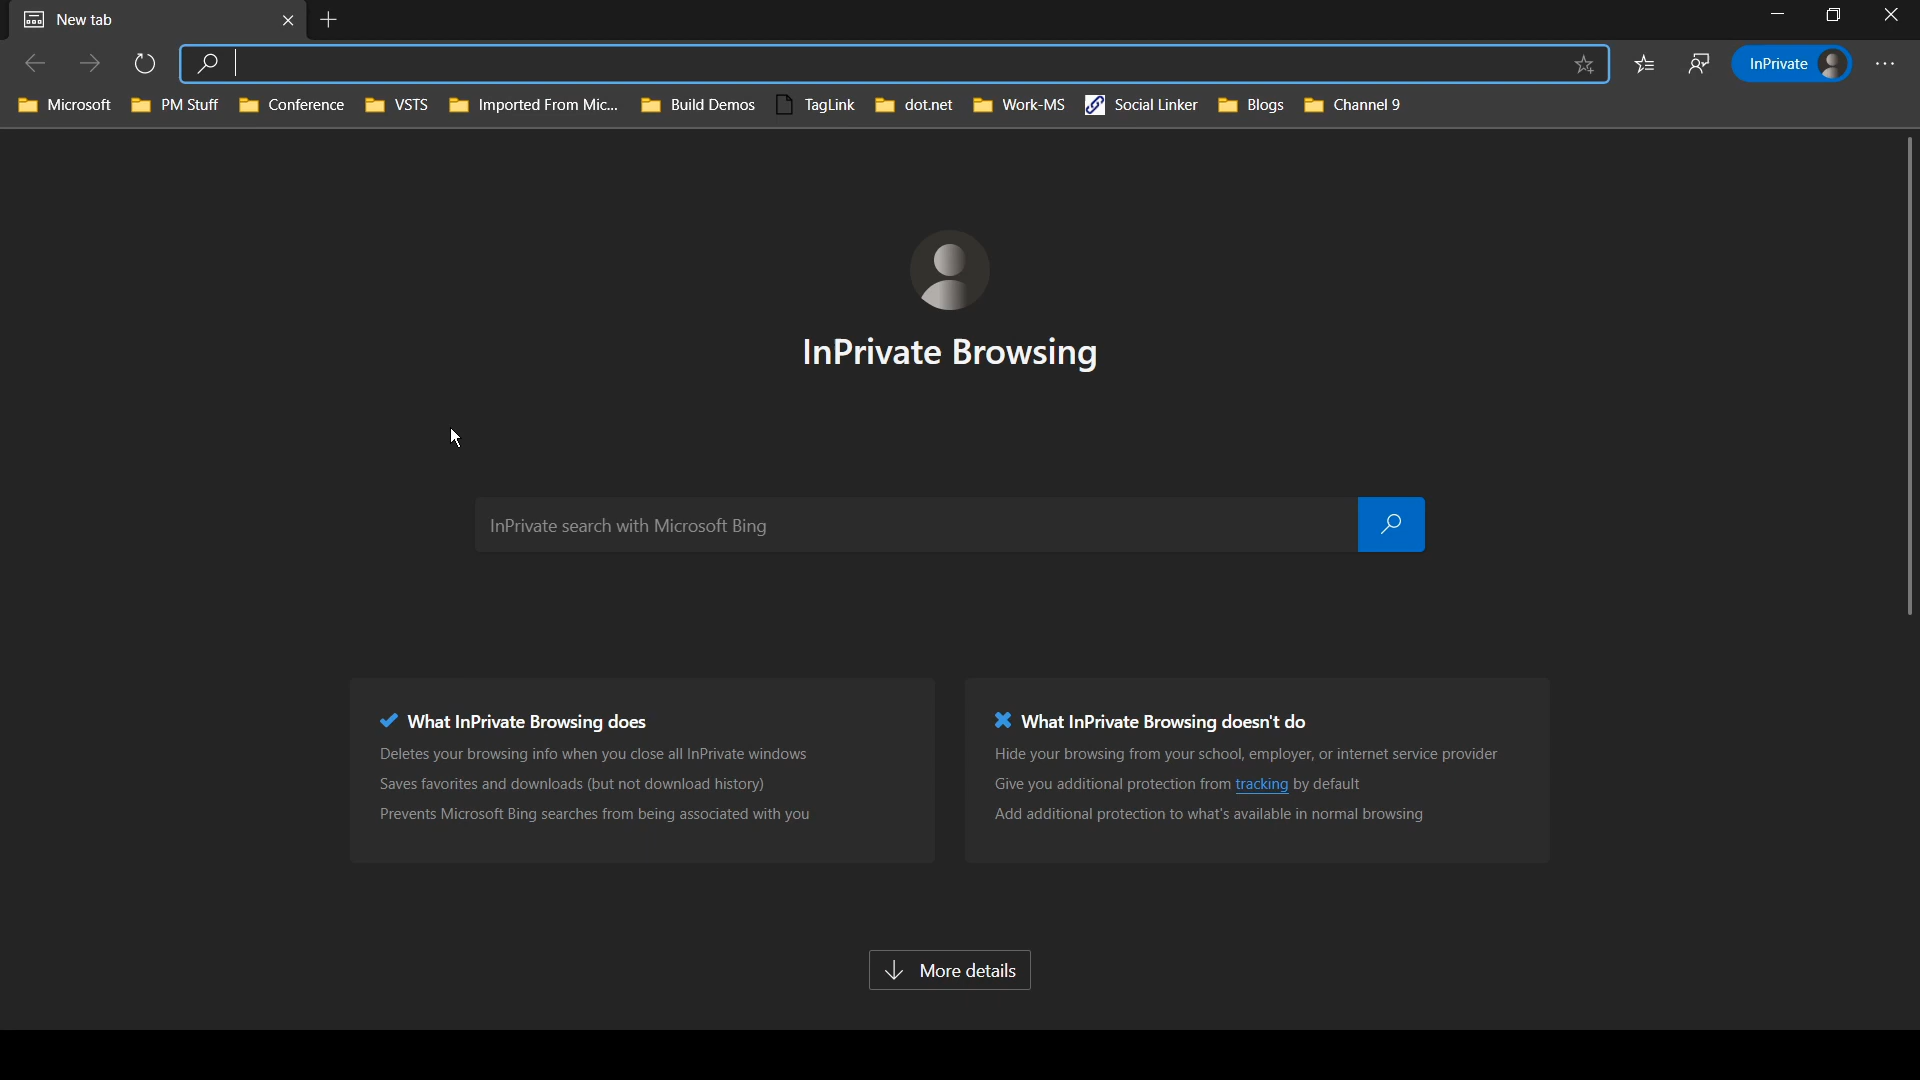 New tab
InPrivate
Microsoft PM Stuff Conference VSTS Imported From Mic... Build Demos TagLink dot.net Work-MS Social Linker Blogs Channel 9
InPrivate Browsing
InPrivate search with Microsoft Bing
What InPrivate Browsing does
Deletes your browsing info when you close all InPrivate windows
Saves favorites and downloads (but not download history)
Prevents Microsoft Bing searches from being associated with you
What InPrivate Browsing doesn't do
Hide your browsing from your school, employer, or internet service provider
Give you additional protection from tracking by default
Add additional protection to what's available in normal browsing
More details